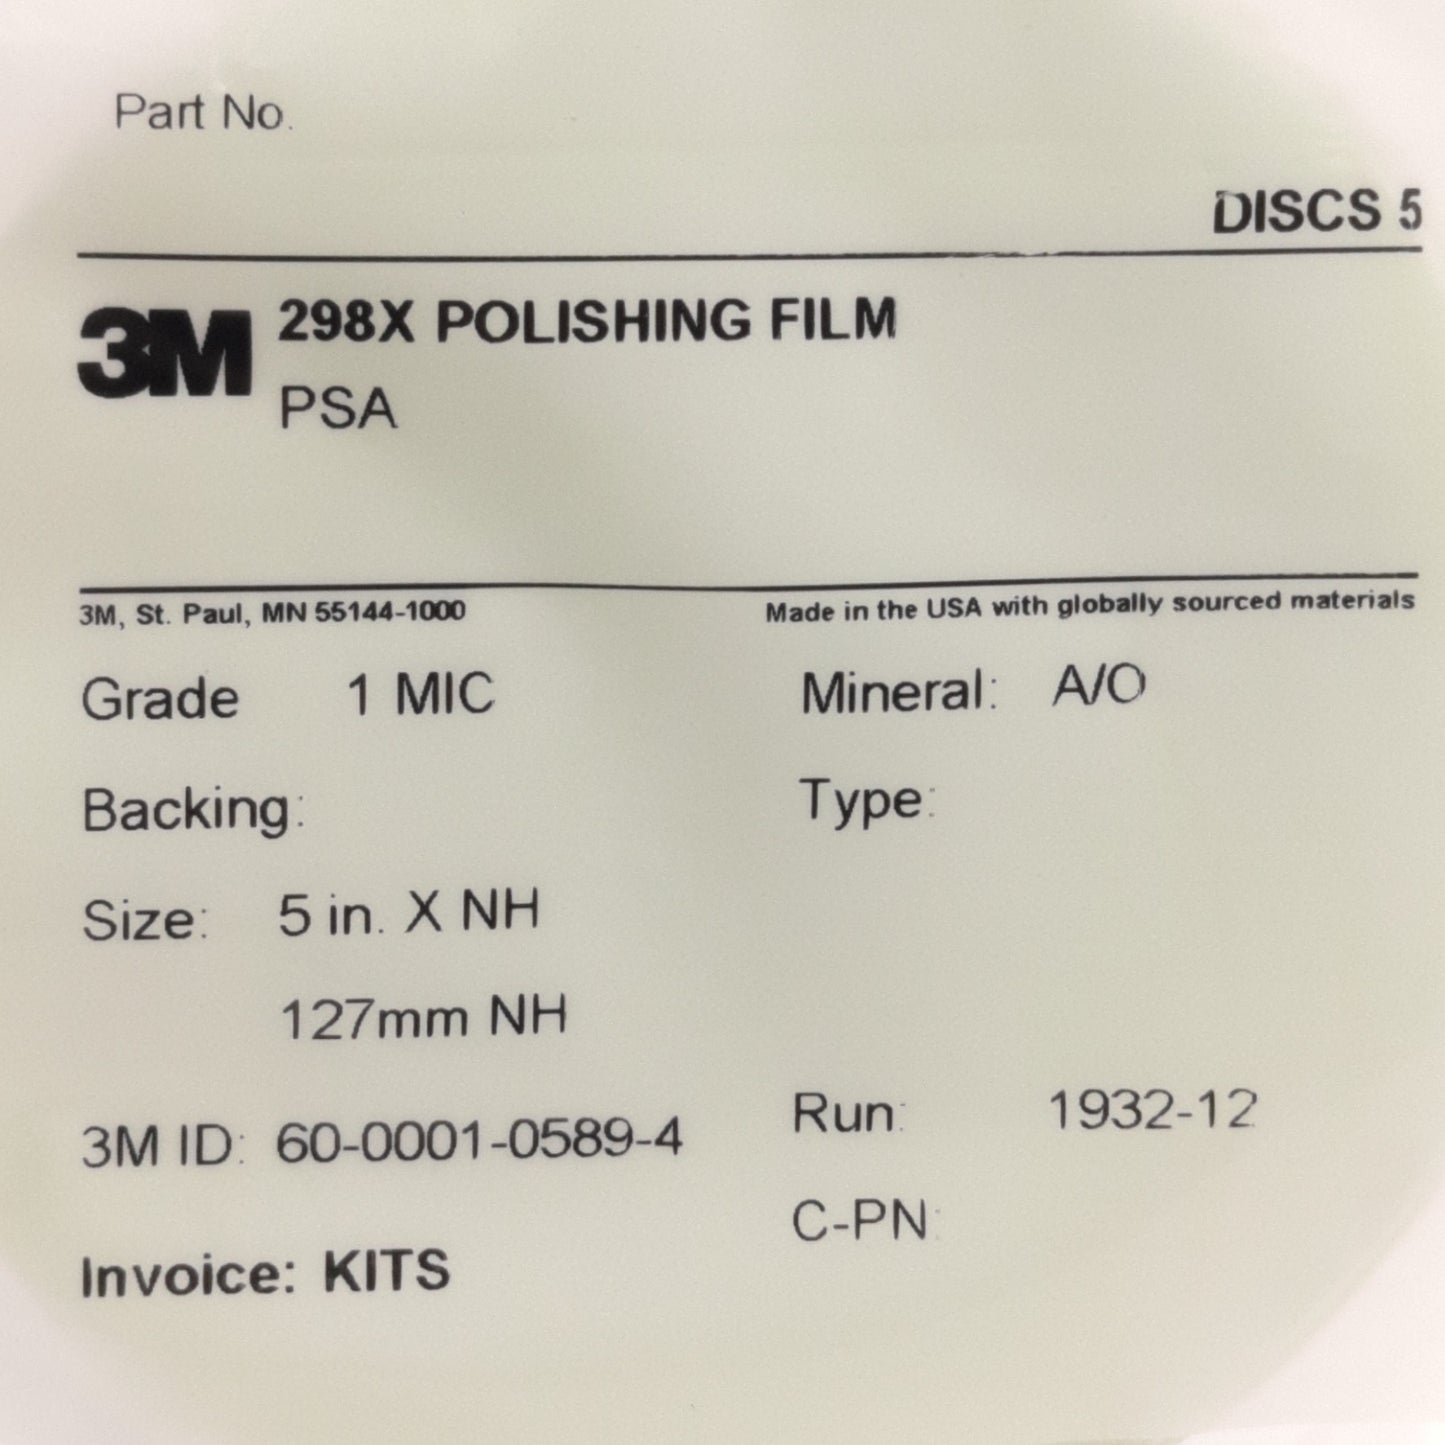 Part No.
DISCS 5
3M 298X POLISHING FILM
PSA
3M, St. Paul, MN 55144-1000 Made in the USA with globally sourced materials
Grade 1 MIC Mineral: A/O
Backing: Type:
Size: 5 in. X NH
127mm NH
3M ID: 60-0001-0589-4 Run: 1932-12
C-PN:
Invoice: KITS